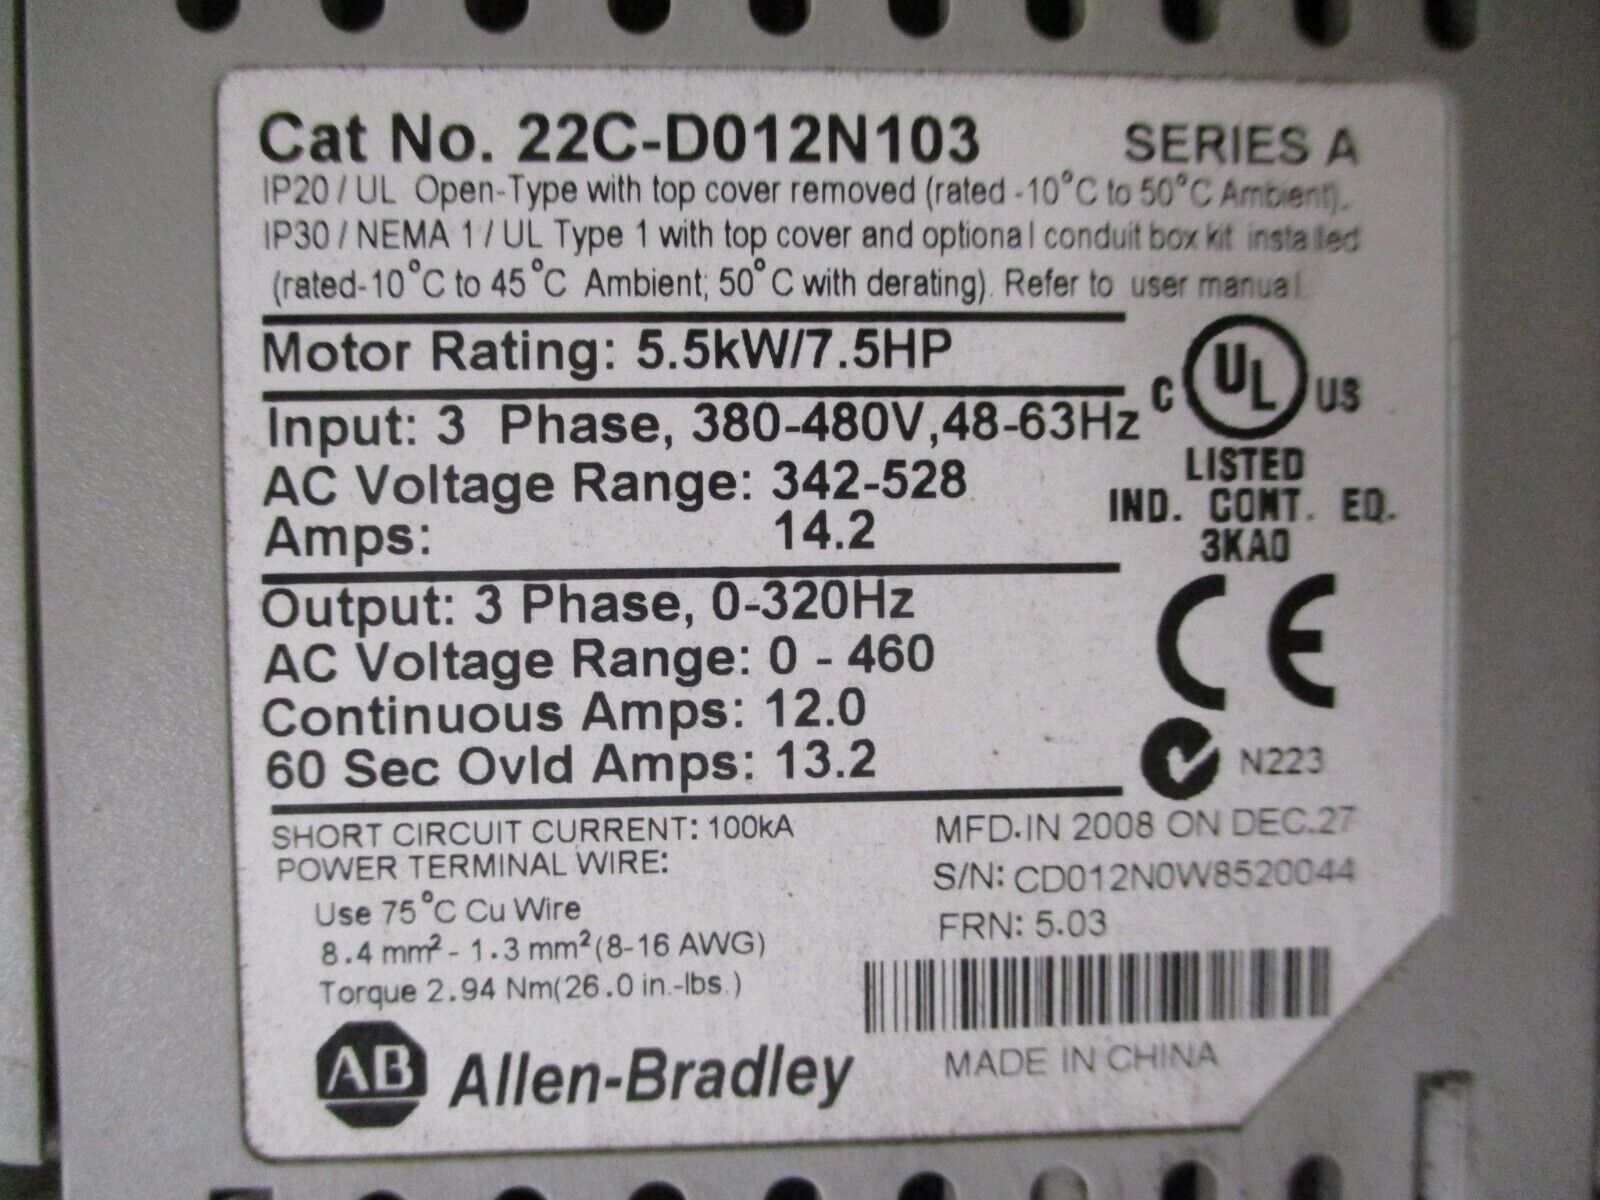 Cat No. 22C-D012N103 SERIES A
IP20 / UL Open-Type with top cover removed (rated -10°C to 50°C Ambient).
IP30 / NEMA 1 / UL Type 1 with top cover and optional conduit box kit installed
(rated-10°C to 45°C Ambient; 50°C with derating). Refer to user manual.
Motor Rating: 5.5kW/7.5HP
Input: 3 Phase, 380-480V,48-63Hz
AC Voltage Range: 342-528
Amps: 14.2
C UL US
LISTED
IND. CONT. EQ.
3KAD
Output: 3 Phase, 0-320Hz
AC Voltage Range: 0 - 460
Continuous Amps: 12.0
60 Sec Ovld Amps: 13.2
CE
N223
SHORT CIRCUIT CURRENT: 100kA
POWER TERMINAL WIRE:
Use 75°C Cu Wire
8.4 mm² - 1.3 mm² (8-16 AWG)
Torque 2.94 Nm(26.0 in.-lbs.)
MFD.IN 2008 ON DEC.27
S/N: CD012N0W8520044
FRN: 5.03
MADE IN CHINA
AB Allen-Bradley